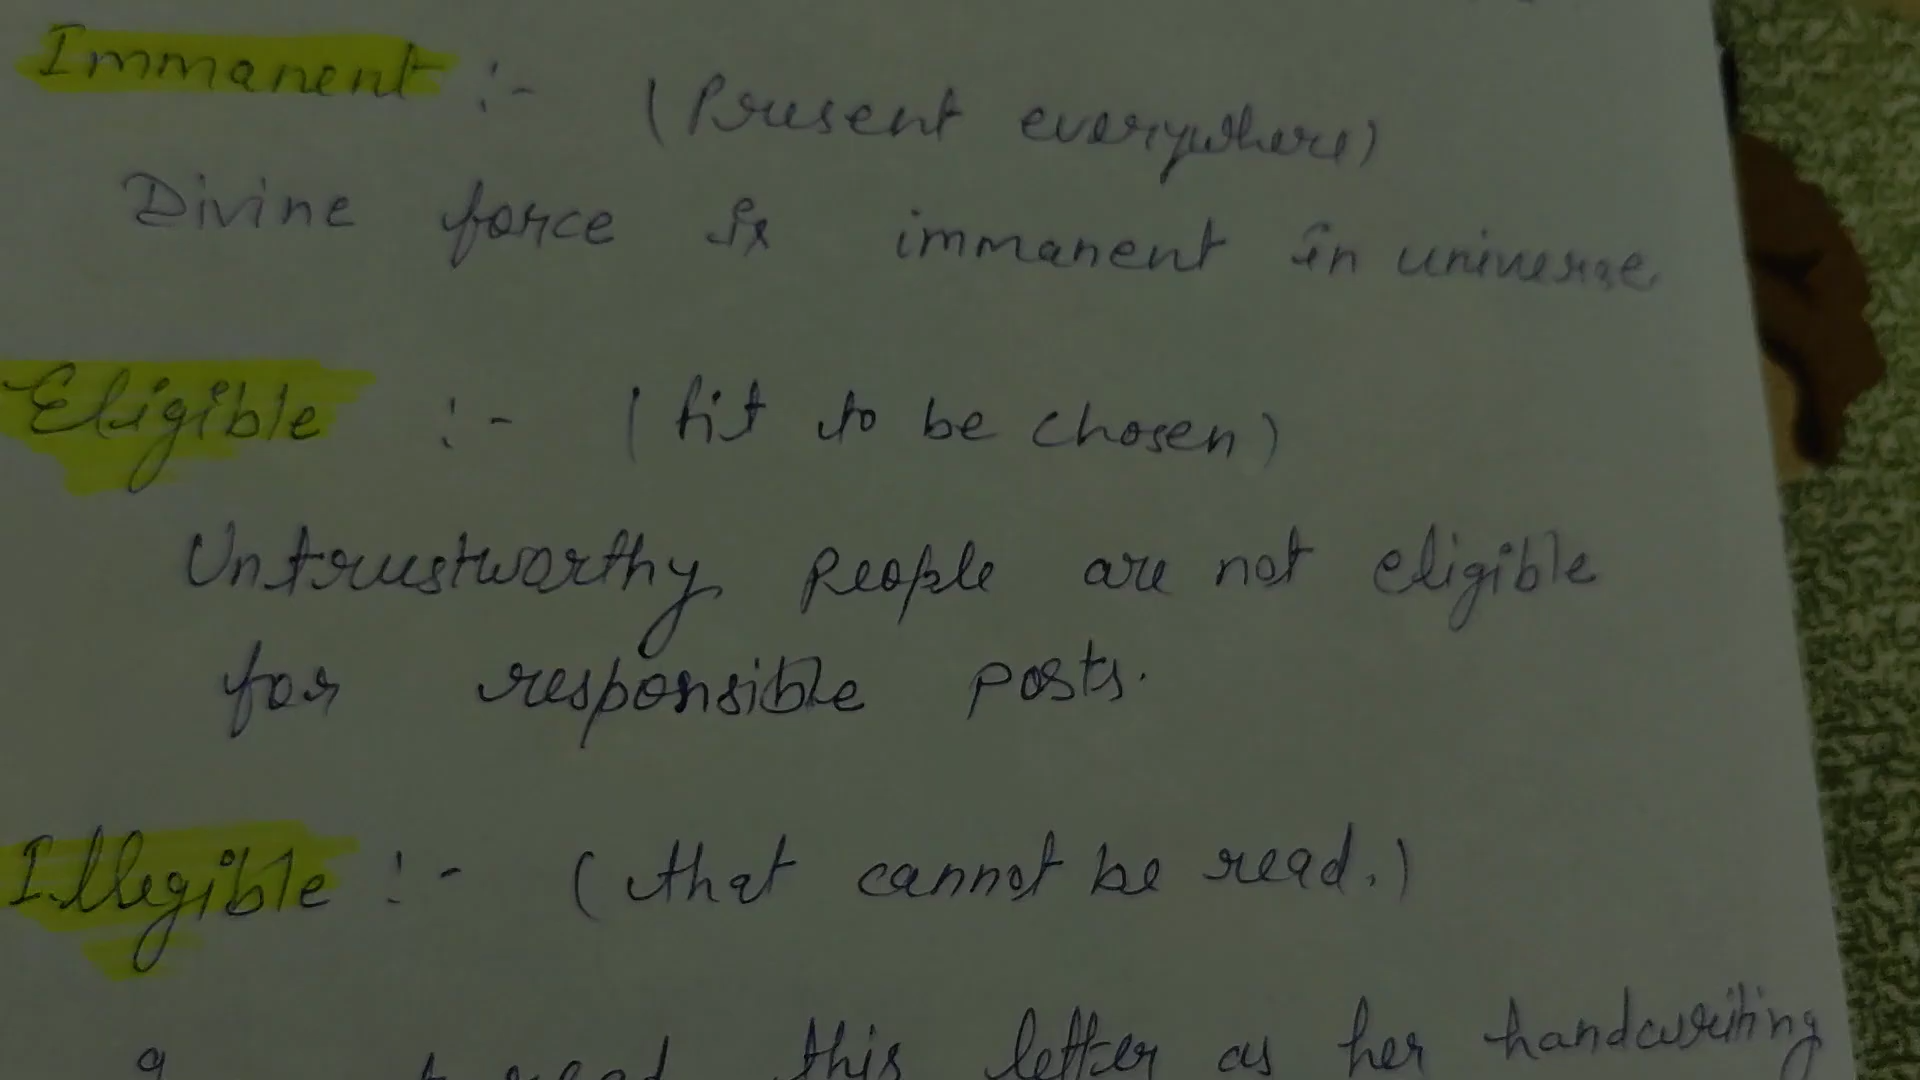 Immanent :- (Present everywhere)
Divine force is immanent in universe.
Eligible :- (fit to be chosen)
Untrustworthy People are not eligible
for responsible posts.
Illegible :- (that cannot be read.)
read this letter as her handwriting